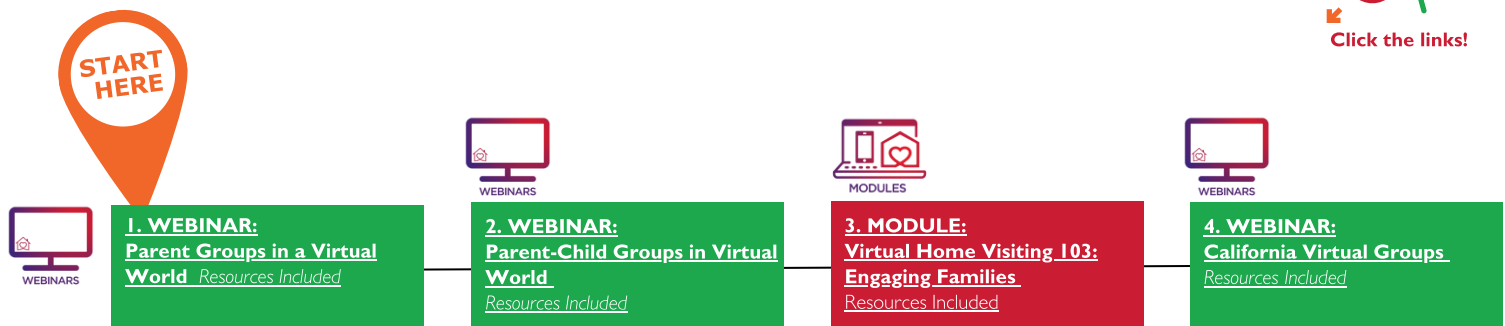 Click the links!
START
HERE
WEBINARS
1. WEBINAR:
Parent Groups in a Virtual
World Resources Included
WEBINARS
2. WEBINAR:
Parent-Child Groups in Virtual
World
Resources Included
MODULES
3. MODULE:
Virtual Home Visiting 103:
Engaging Families
Resources Included
WEBINARS
4. WEBINAR:
California Virtual Groups
Resources Included